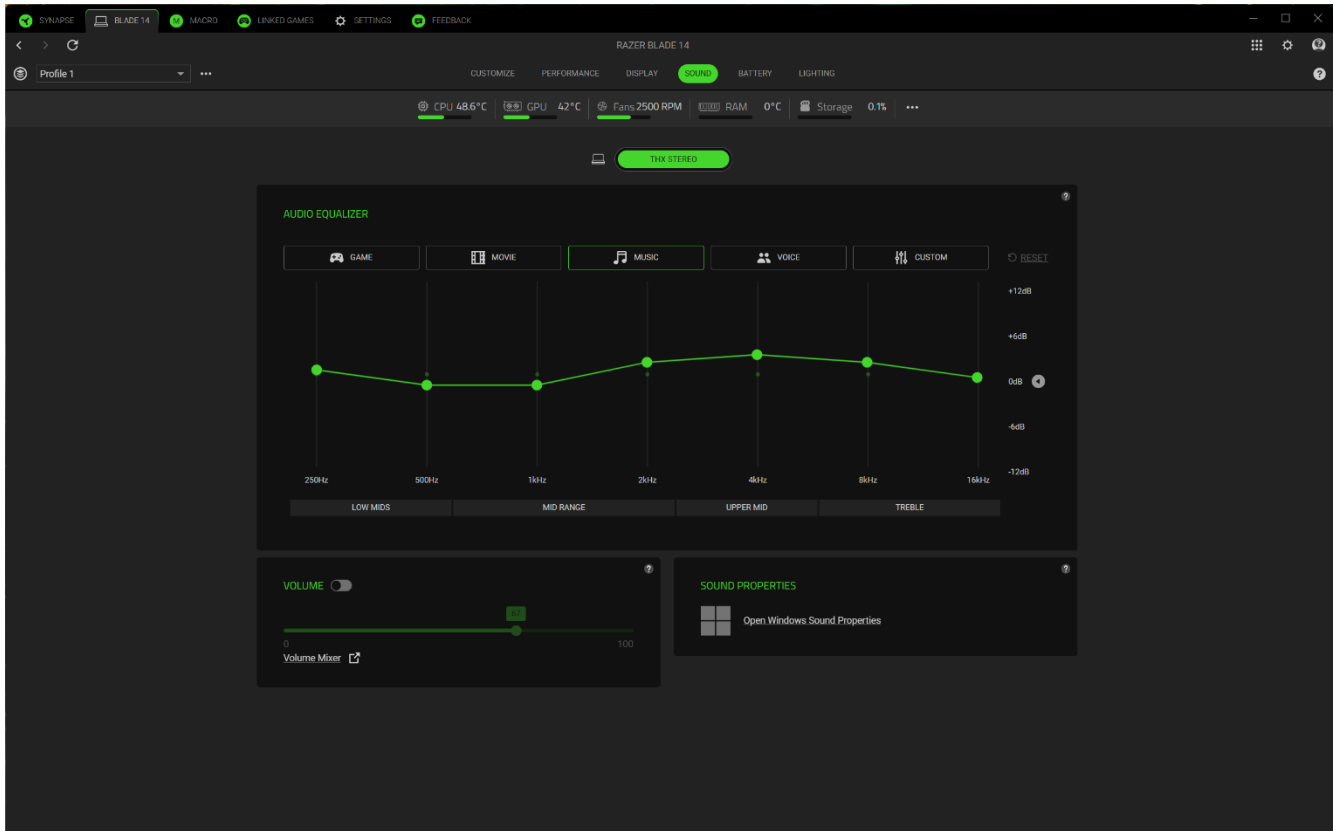 SYNAPSE BLADE 14 M MACRO LINKED GAMES SETTINGS FEEDBACK
RAZER BLADE 14
Profile 1 CUSTOMIZE PERFORMANCE DISPLAY SOUND BATTERY LIGHTING ?
CPU 48.6°C GPU 42°C Fans 2500 RPM RAM 0°C Storage 0.1%
THX STEREO
?
AUDIO EQUALIZER
GAME MOVIE MUSIC VOICE CUSTOM RESET
+12dB
+6dB
0dB
-6dB
-12dB
250Hz 500Hz 1kHz 2kHz 4kHz 8kHz 16kHz
LOW MIDS MID RANGE UPPER MID TREBLE
? ?
VOLUME SOUND PROPERTIES
67
Open Windows Sound Properties
0 100
Volume Mixer